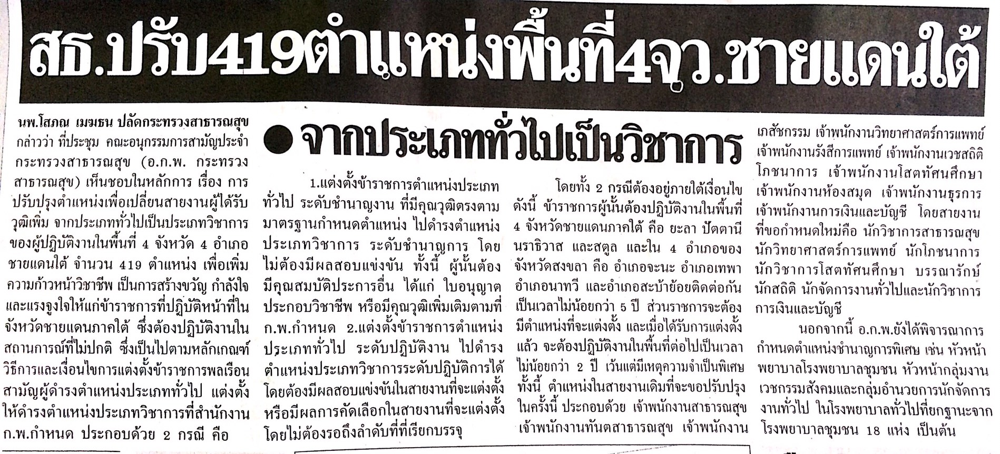 สธ.ปรับ419ตำแหน่งพื้นที่4จว.ชายแดนใต้
● จากประเภททั่วไปเป็นวิชาการ
นพ.โสภณ เมฆธน ปลัดกระทรวงสาธารณสุข
กล่าวว่า ที่ประชุม คณะอนุกรรมการสามัญประจำ
กระทรวงสาธารณสุข (อ.ก.พ. กระทรวง
สาธารณสุข) เห็นชอบในหลักการ เรื่อง การ
ปรับปรุงตำแหน่งเพื่อเปลี่ยนสายงานผู้ได้รับ
วุฒิเพิ่ม จากประเภททั่วไปเป็นประเภทวิชาการ
ของผู้ปฏิบัติงานในพื้นที่ 4 จังหวัด 4 อำเภอ
ชายแดนใต้ จำนวน 419 ตำแหน่ง เพื่อเพิ่ม
ความก้าวหน้าวิชาชีพ เป็นการสร้างขวัญ กำลังใจ
และแรงจูงใจให้แก่ข้าราชการที่ปฏิบัติหน้าที่ใน
จังหวัดชายแดนภาคใต้ ซึ่งต้องปฏิบัติงานใน
สถานการณ์ที่ไม่ปกติ ซึ่งเป็นไปตามหลักเกณฑ์
วิธีการและเงื่อนไขการแต่งตั้งข้าราชการพลเรือน
สามัญผู้ดำรงตำแหน่งประเภททั่วไป แต่งตั้ง
ให้ดำรงตำแหน่งประเภทวิชาการที่สำนักงาน
ก.พ.กำหนด ประกอบด้วย 2 กรณี คือ
1.แต่งตั้งข้าราชการตำแหน่งประเภท
ทั่วไป ระดับชำนาญงาน ที่มีคุณวุฒิตรงตาม
มาตรฐานกำหนดตำแหน่ง ไปดำรงตำแหน่ง
ประเภทวิชาการ ระดับชำนาญการ โดย
ไม่ต้องมีผลสอบแข่งขัน ทั้งนี้ ผู้นั้นต้อง
มีคุณสมบัติประการอื่น ได้แก่ ใบอนุญาต
ประกอบวิชาชีพ หรือมีคุณวุฒิเพิ่มเติมตามที่
ก.พ.กำหนด 2.แต่งตั้งข้าราชการตำแหน่ง
ประเภททั่วไป ระดับปฏิบัติงาน ไปดำรง
ตำแหน่งประเภทวิชาการระดับปฏิบัติการได้
โดยต้องมีผลสอบแข่งขันในสายงานที่จะแต่งตั้ง
หรือมีผลการคัดเลือกในสายงานที่จะแต่งตั้ง
โดยไม่ต้องรอถึงลำดับที่ที่เรียกบรรจุ
โดยทั้ง 2 กรณีต้องอยู่ภายใต้เงื่อนไข
ดังนี้ ข้าราชการผู้นั้นต้องปฏิบัติงานในพื้นที่
4 จังหวัดชายแดนภาคใต้ คือ ยะลา ปัตตานี
นราธิวาส และสตูล และใน 4 อำเภอของ
จังหวัดสงขลา คือ อำเภอจะนะ อำเภอเทพา
อำเภอนาทวี และอำเภอสะบ้าย้อยติดต่อกัน
เป็นเวลาไม่น้อยกว่า 5 ปี ส่วนราชการจะต้อง
มีตำแหน่งที่จะแต่งตั้ง และเมื่อได้รับการแต่งตั้ง
แล้ว จะต้องปฏิบัติงานในพื้นที่ต่อไปเป็นเวลา
ไม่น้อยกว่า 2 ปี เว้นแต่มีเหตุความจำเป็นพิเศษ
ทั้งนี้ ตำแหน่งในสายงานเดิมที่จะขอปรับปรุง
ในครั้งนี้ ประกอบด้วย เจ้าพนักงานสาธารณสุข
เจ้าพนักงานทันตสาธารณสุข เจ้าพนักงาน
เภสัชกรรม เจ้าพนักงานวิทยาศาสตร์การแพทย์
เจ้าพนักงานรังสีการแพทย์ เจ้าพนักงานเวชสถิติ
โภชนาการ เจ้าพนักงานโสตทัศนศึกษา
เจ้าพนักงานห้องสมุด เจ้าพนักงานธุรการ
เจ้าพนักงานการเงินและบัญชี โดยสายงาน
ที่ขอกำหนดใหม่คือ นักวิชาการสาธารณสุข
นักวิทยาศาสตร์การแพทย์ นักโภชนาการ
นักวิชาการโสตทัศนศึกษา บรรณารักษ์
นักสถิติ นักจัดการงานทั่วไปและนักวิชาการ
การเงินและบัญชี
นอกจากนี้ อ.ก.พ.ยังได้พิจารณาการ
กำหนดตำแหน่งชำนาญการพิเศษ เช่น หัวหน้า
พยาบาลโรงพยาบาลชุมชน หัวหน้ากลุ่มงาน
เวชกรรมสังคมและกลุ่มอำนวยการนักจัดการ
งานทั่วไป ในโรงพยาบาลทั่วไปที่ยกฐานะจาก
โรงพยาบาลชุมชน 18 แห่ง เป็นต้น